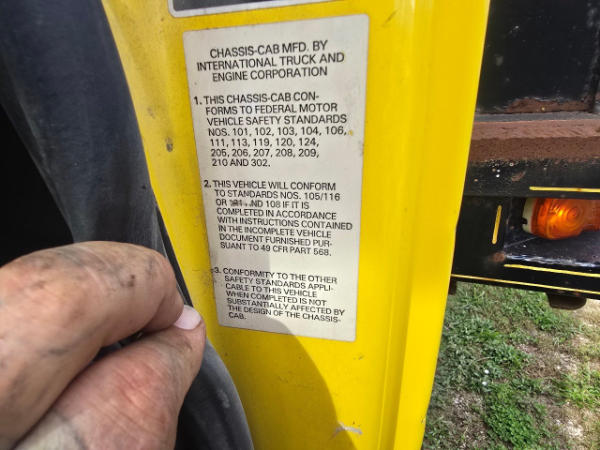 CHASSIS-CAB MFD. BY
INTERNATIONAL TRUCK AND
ENGINE CORPORATION
1. THIS CHASSIS-CAB CON-
FORMS TO FEDERAL MOTOR
VEHICLE SAFETY STANDARDS
NOS. 101, 102, 103, 104, 106,
111, 113, 119, 120, 124,
205, 206, 207, 208, 209,
210 AND 302.
2. THIS VEHICLE WILL CONFORM
TO STANDARDS NOS. 105/116
OR AND 108 IF IT IS
COMPLETED IN ACCORDANCE
WITH INSTRUCTIONS CONTAINED
IN THE INCOMPLETE VEHICLE
DOCUMENT FURNISHED PUR-
SUANT TO 49 CFR PART 568.
3. CONFORMITY TO THE OTHER
SAFETY STANDARDS APPLI-
CABLE TO THIS VEHICLE
WHEN COMPLETED IS NOT
SUBSTANTIALLY AFFECTED BY
THE DESIGN OF THE CHASSIS-
CAB.